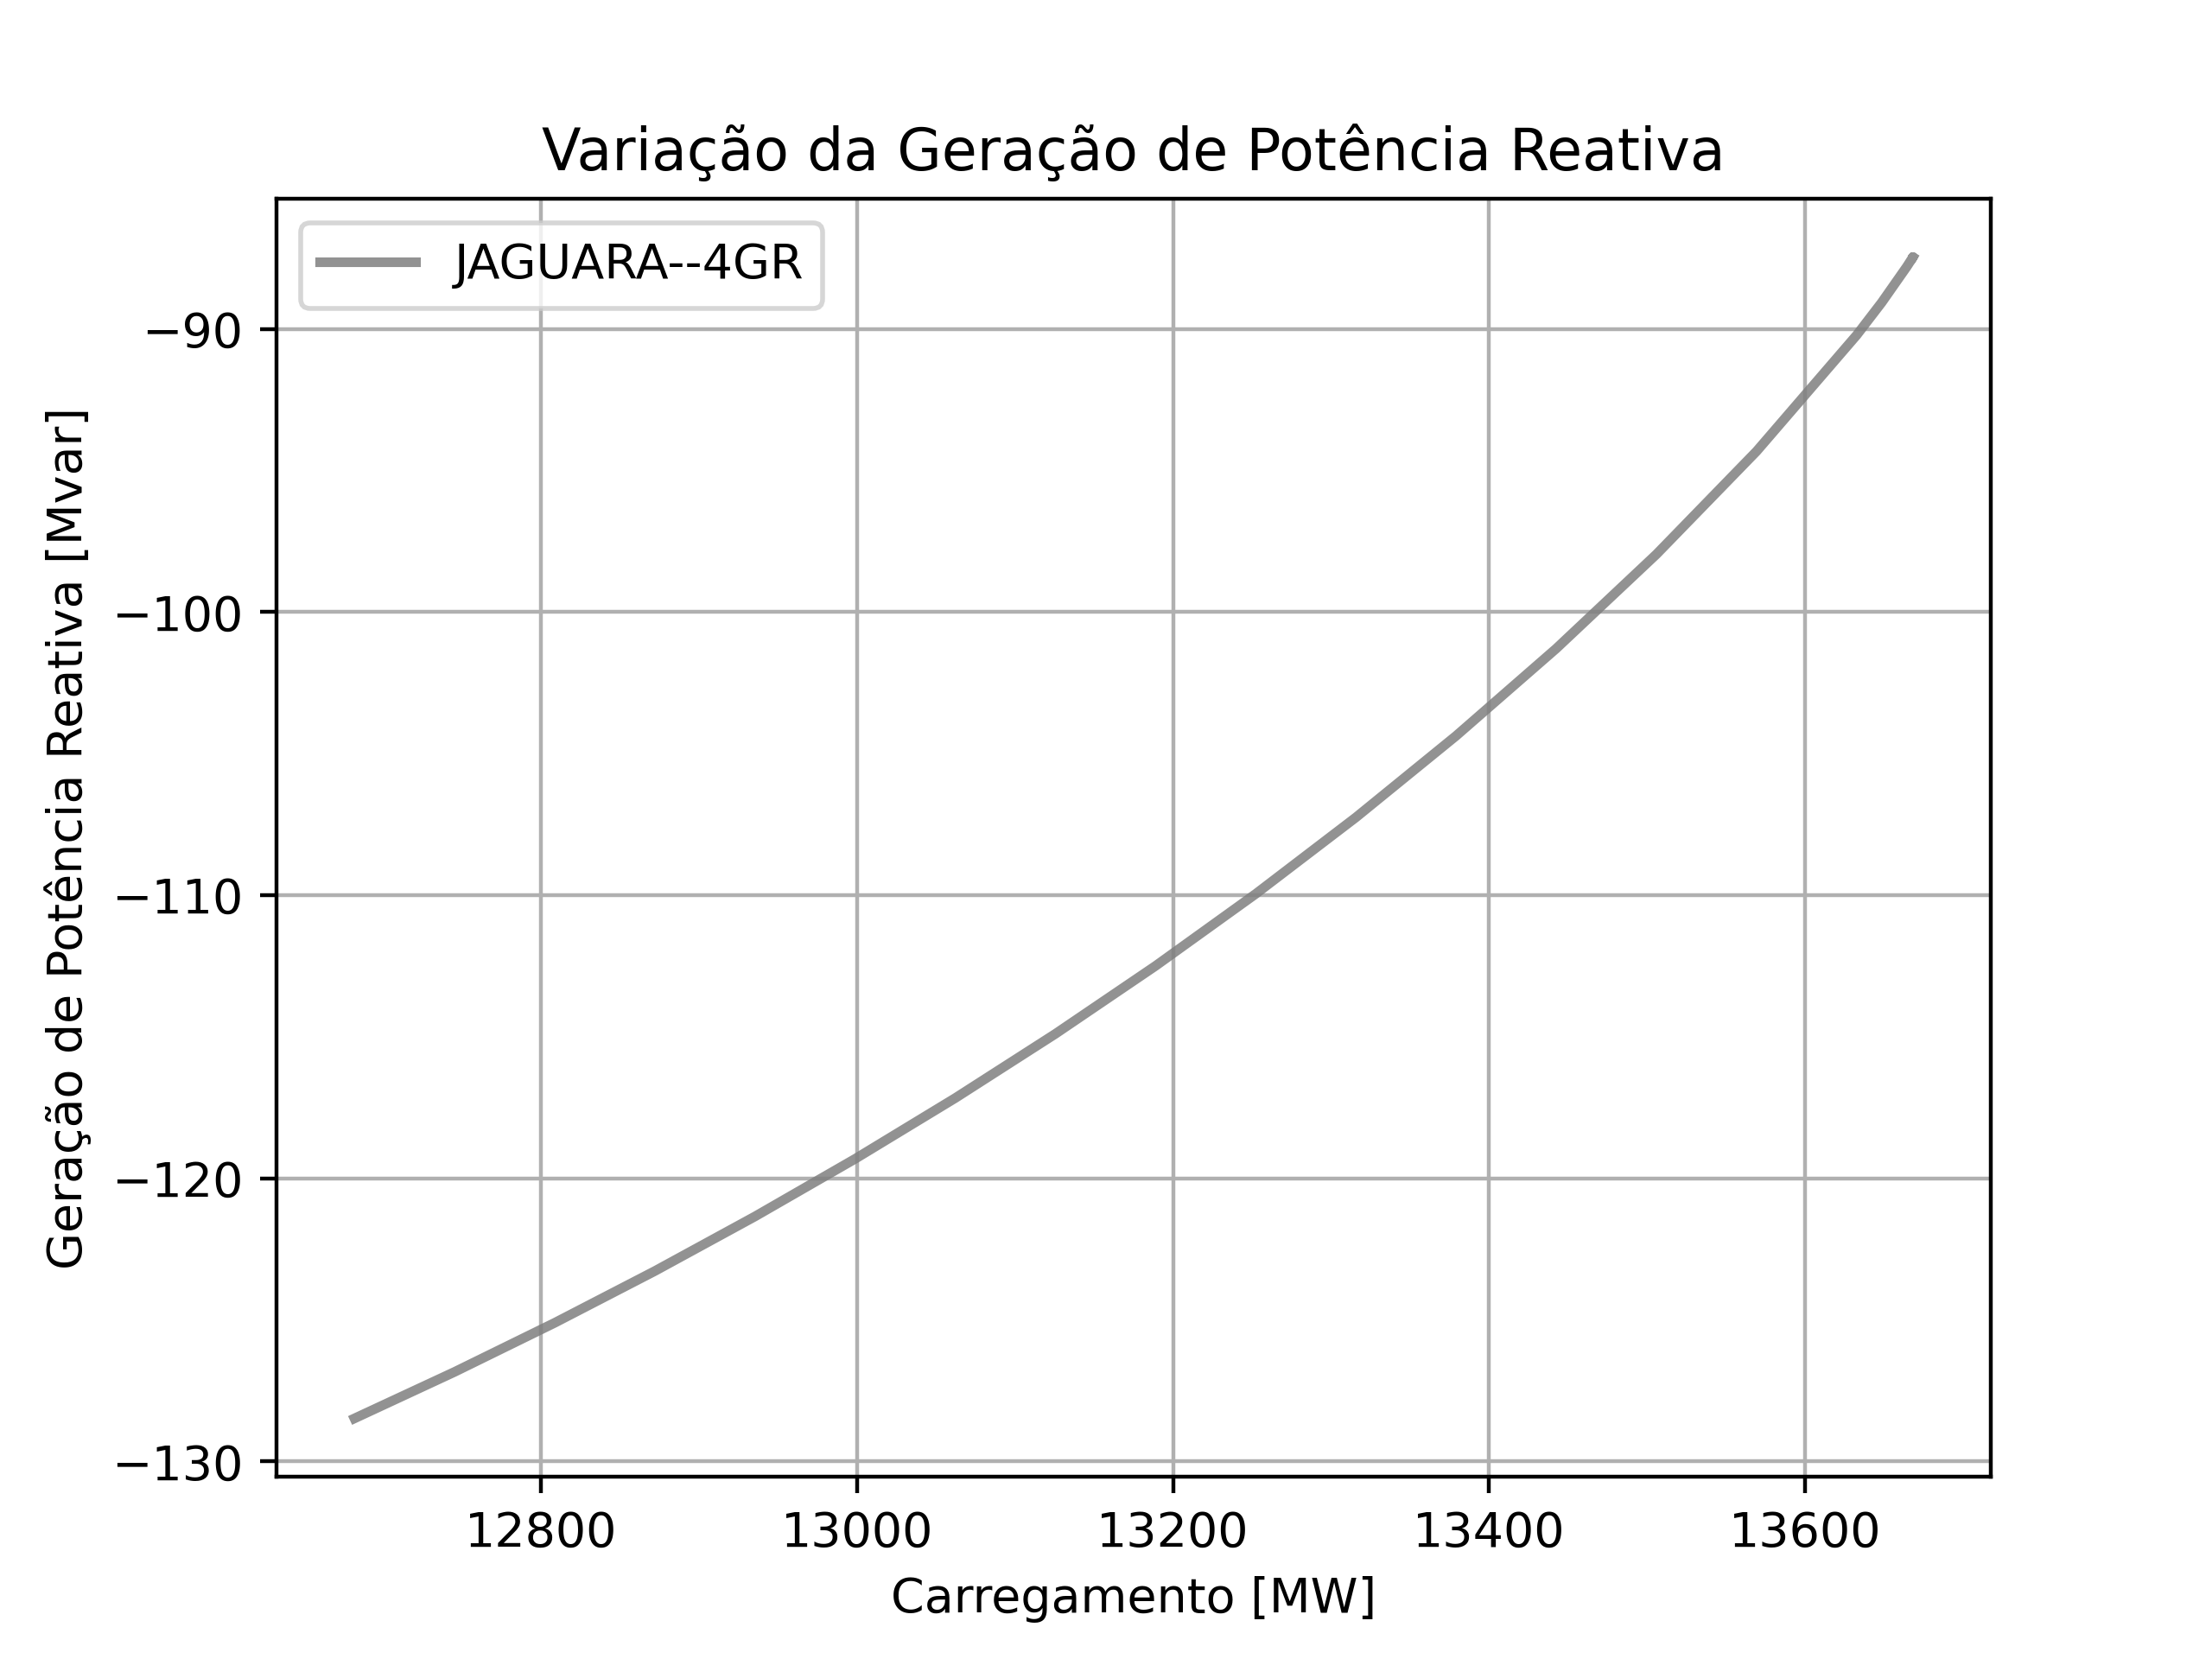 Variação da Geração de Potência Reativa
JAGUARA--4GR
Geração de Potência Reativa [Mvar]
−90
−100
−110
−120
−130
12800 13000 13200 13400 13600
Carregamento [MW]